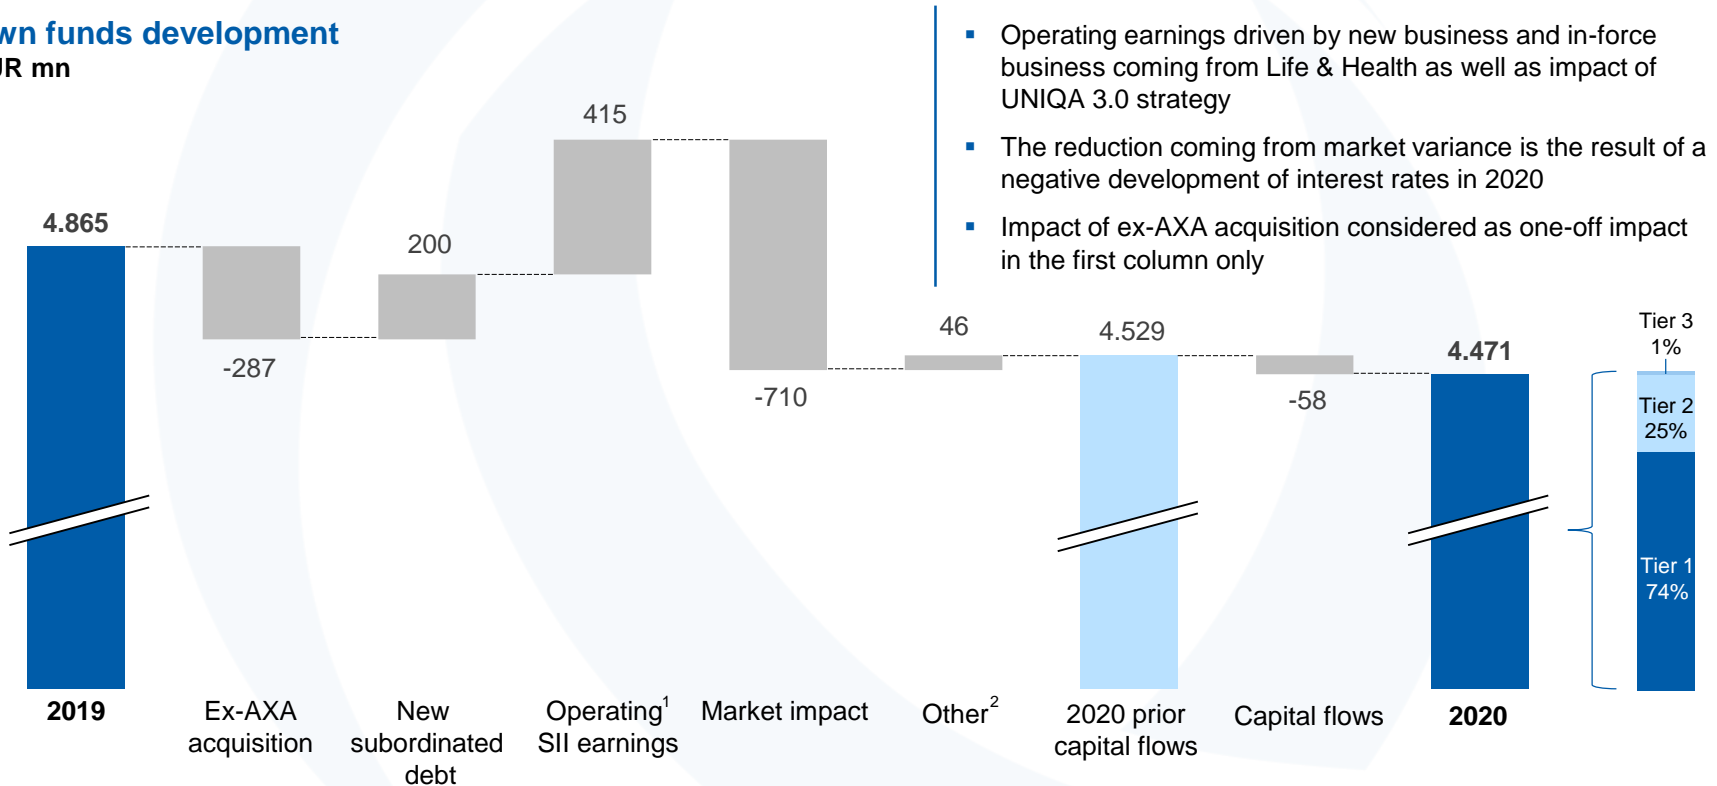 wn funds development
UR mn
▪ Operating earnings driven by new business and in-force
business coming from Life & Health as well as impact of
UNIQA 3.0 strategy
▪ The reduction coming from market variance is the result of a
negative development of interest rates in 2020
▪ Impact of ex-AXA acquisition considered as one-off impact
in the first column only
4.865
-287
200
415
-710
46
4.529
-58
4.471
Tier 3
1%
Tier 2
25%
Tier 1
74%
2019
Ex-AXA
acquisition
New
subordinated
debt
Operating1
SII earnings
Market impact
Other2
2020 prior
capital flows
Capital flows
2020